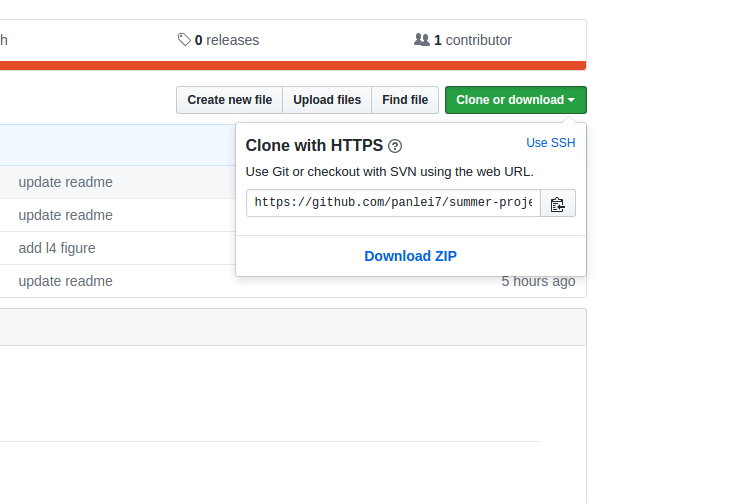 h
0 releases
1 contributor
Create new file Upload files Find file Clone or download
Clone with HTTPS Use SSH
Use Git or checkout with SVN using the web URL.
https://github.com/panlei7/summer-proje
Download ZIP
update readme
update readme
add l4 figure
update readme 5 hours ago